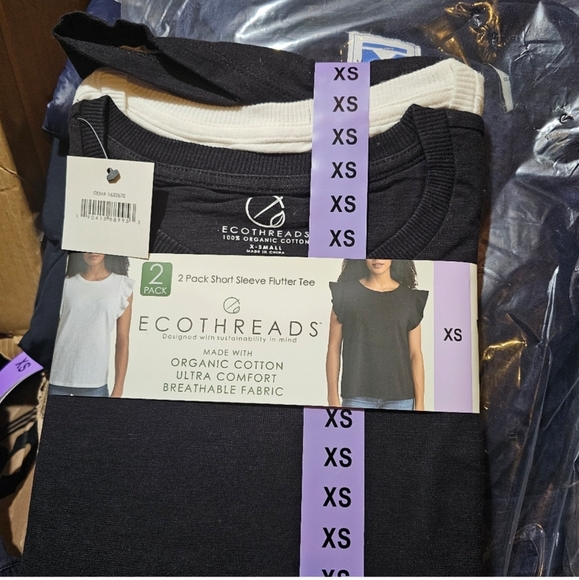 XS
XS
XS
XS
XS
XS
ECOTHREADS
100% ORGANIC COTTON
X-SMALL
MADE IN CHINA
2
PACK
2 Pack Short Sleeve Flutter Tee
ECOTHREADS
Designed with sustainability in mind
MADE WITH
ORGANIC COTTON
ULTRA COMFORT
BREATHABLE FABRIC
XS
XS
XS
XS
XS
XS
XS